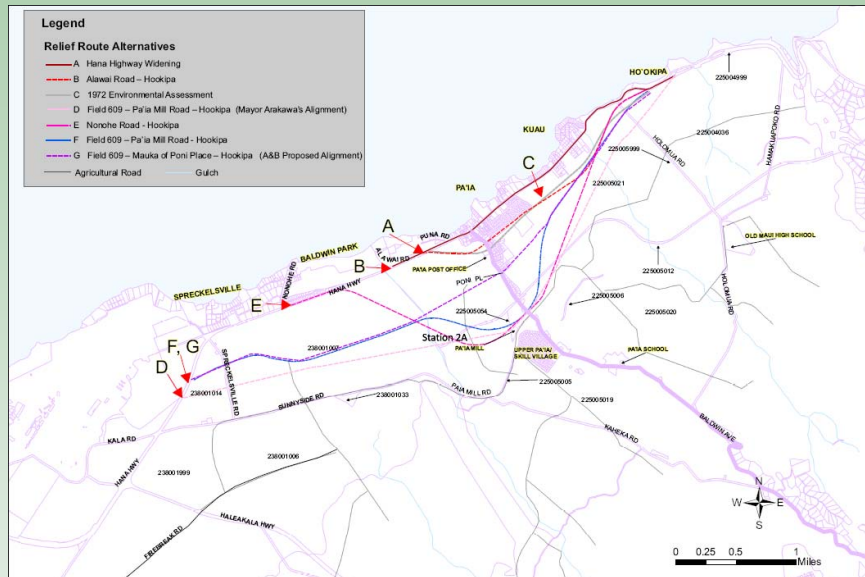 Legend
Relief Route Alternatives
A Hana Highway Widening
B Alawai Road – Hookipa
C 1972 Environmental Assessment
D Field 609 – Pa'ia Mill Road – Hookipa (Mayor Arakawa's Alignment)
E Nonohe Road - Hookipa
F Field 609 – Pa'ia Mill Road - Hookipa
G Field 609 – Mauka of Poni Place – Hookipa (A&B Proposed Alignment)
Agricultural Road
Gulch
HO'OKIPA
225004999
HAMAKUAPOKO RD
KUAU
HOLOMUA RD
225004036
225005999
C
PA'IA
225005021
A
PUNA RD
OLD MAUI HIGH SCHOOL
BALDWIN PARK
ALAWAI RD
B
PA'IA POST OFFICE
225005012
NONOHE RD
PONI PL
HOLOMUA RD
SPRECKELSVILLE
HANA HWY
E
225005006
225005054
225005020
238001007
Station 2A
PA'IA MILL
UPPER PA'IA/
SKILL VILLAGE
PA'IA SCHOOL
F, G
D
SPRECKELSVILLE RD
238001014
225005005
PAIA MILL RD
238001033
SUNNYSIDE RD
225005019
BALDWIN AVE
KAHEKA RD
KALA RD
HANA HWY
238001006
238001999
HALEAKALA HWY
FIREBREAK RD
N
W E
S
0 0.25 0.5 1
Miles